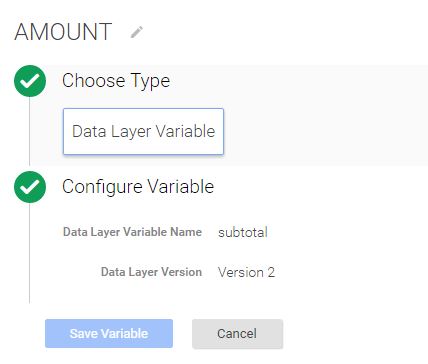 AMOUNT
Choose Type
Data Layer Variable
Configure Variable
Data Layer Variable Name subtotal
Data Layer Version Version 2
Save Variable Cancel